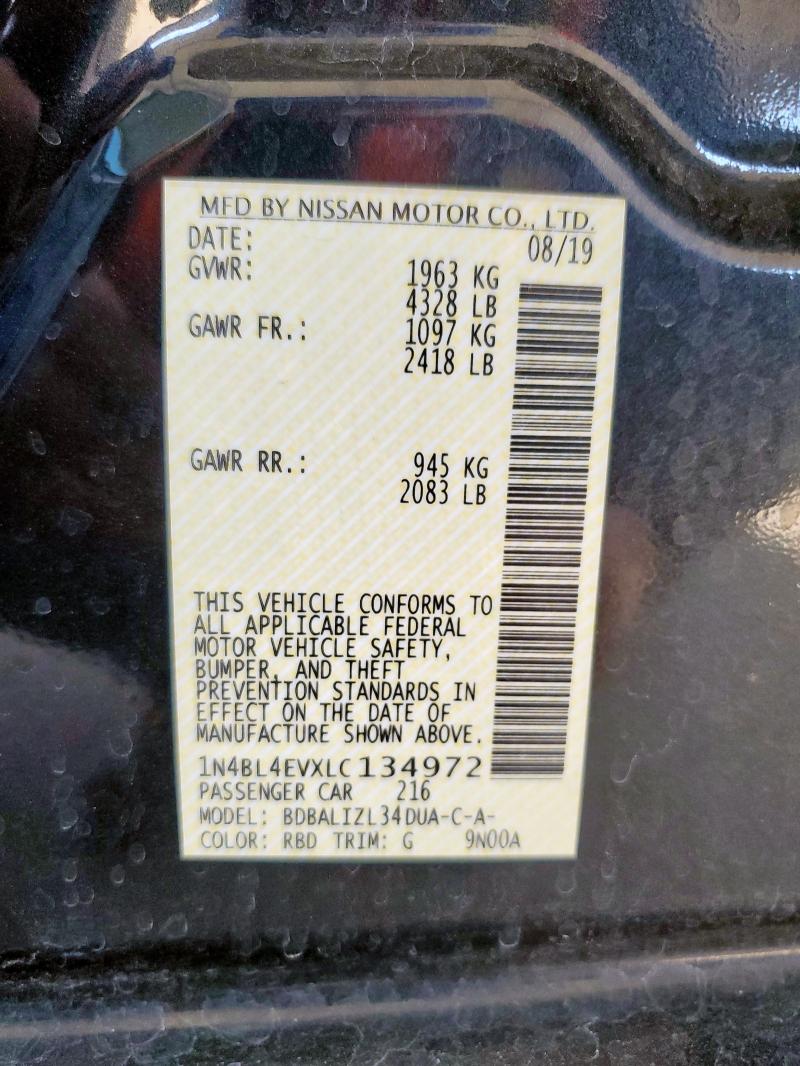 MFD BY NISSAN MOTOR CO., LTD.
DATE: 08/19
GVWR: 1963 KG
4328 LB
GAWR FR.: 1097 KG
2418 LB
GAWR RR.: 945 KG
2083 LB
THIS VEHICLE CONFORMS TO
ALL APPLICABLE FEDERAL
MOTOR VEHICLE SAFETY,
BUMPER, AND THEFT
PREVENTION STANDARDS IN
EFFECT ON THE DATE OF
MANUFACTURE SHOWN ABOVE.
1N4BL4EVXLC134972
PASSENGER CAR 216
MODEL: BDBALIZL34DUA-C-A-
COLOR: RBD TRIM: G 9N00A